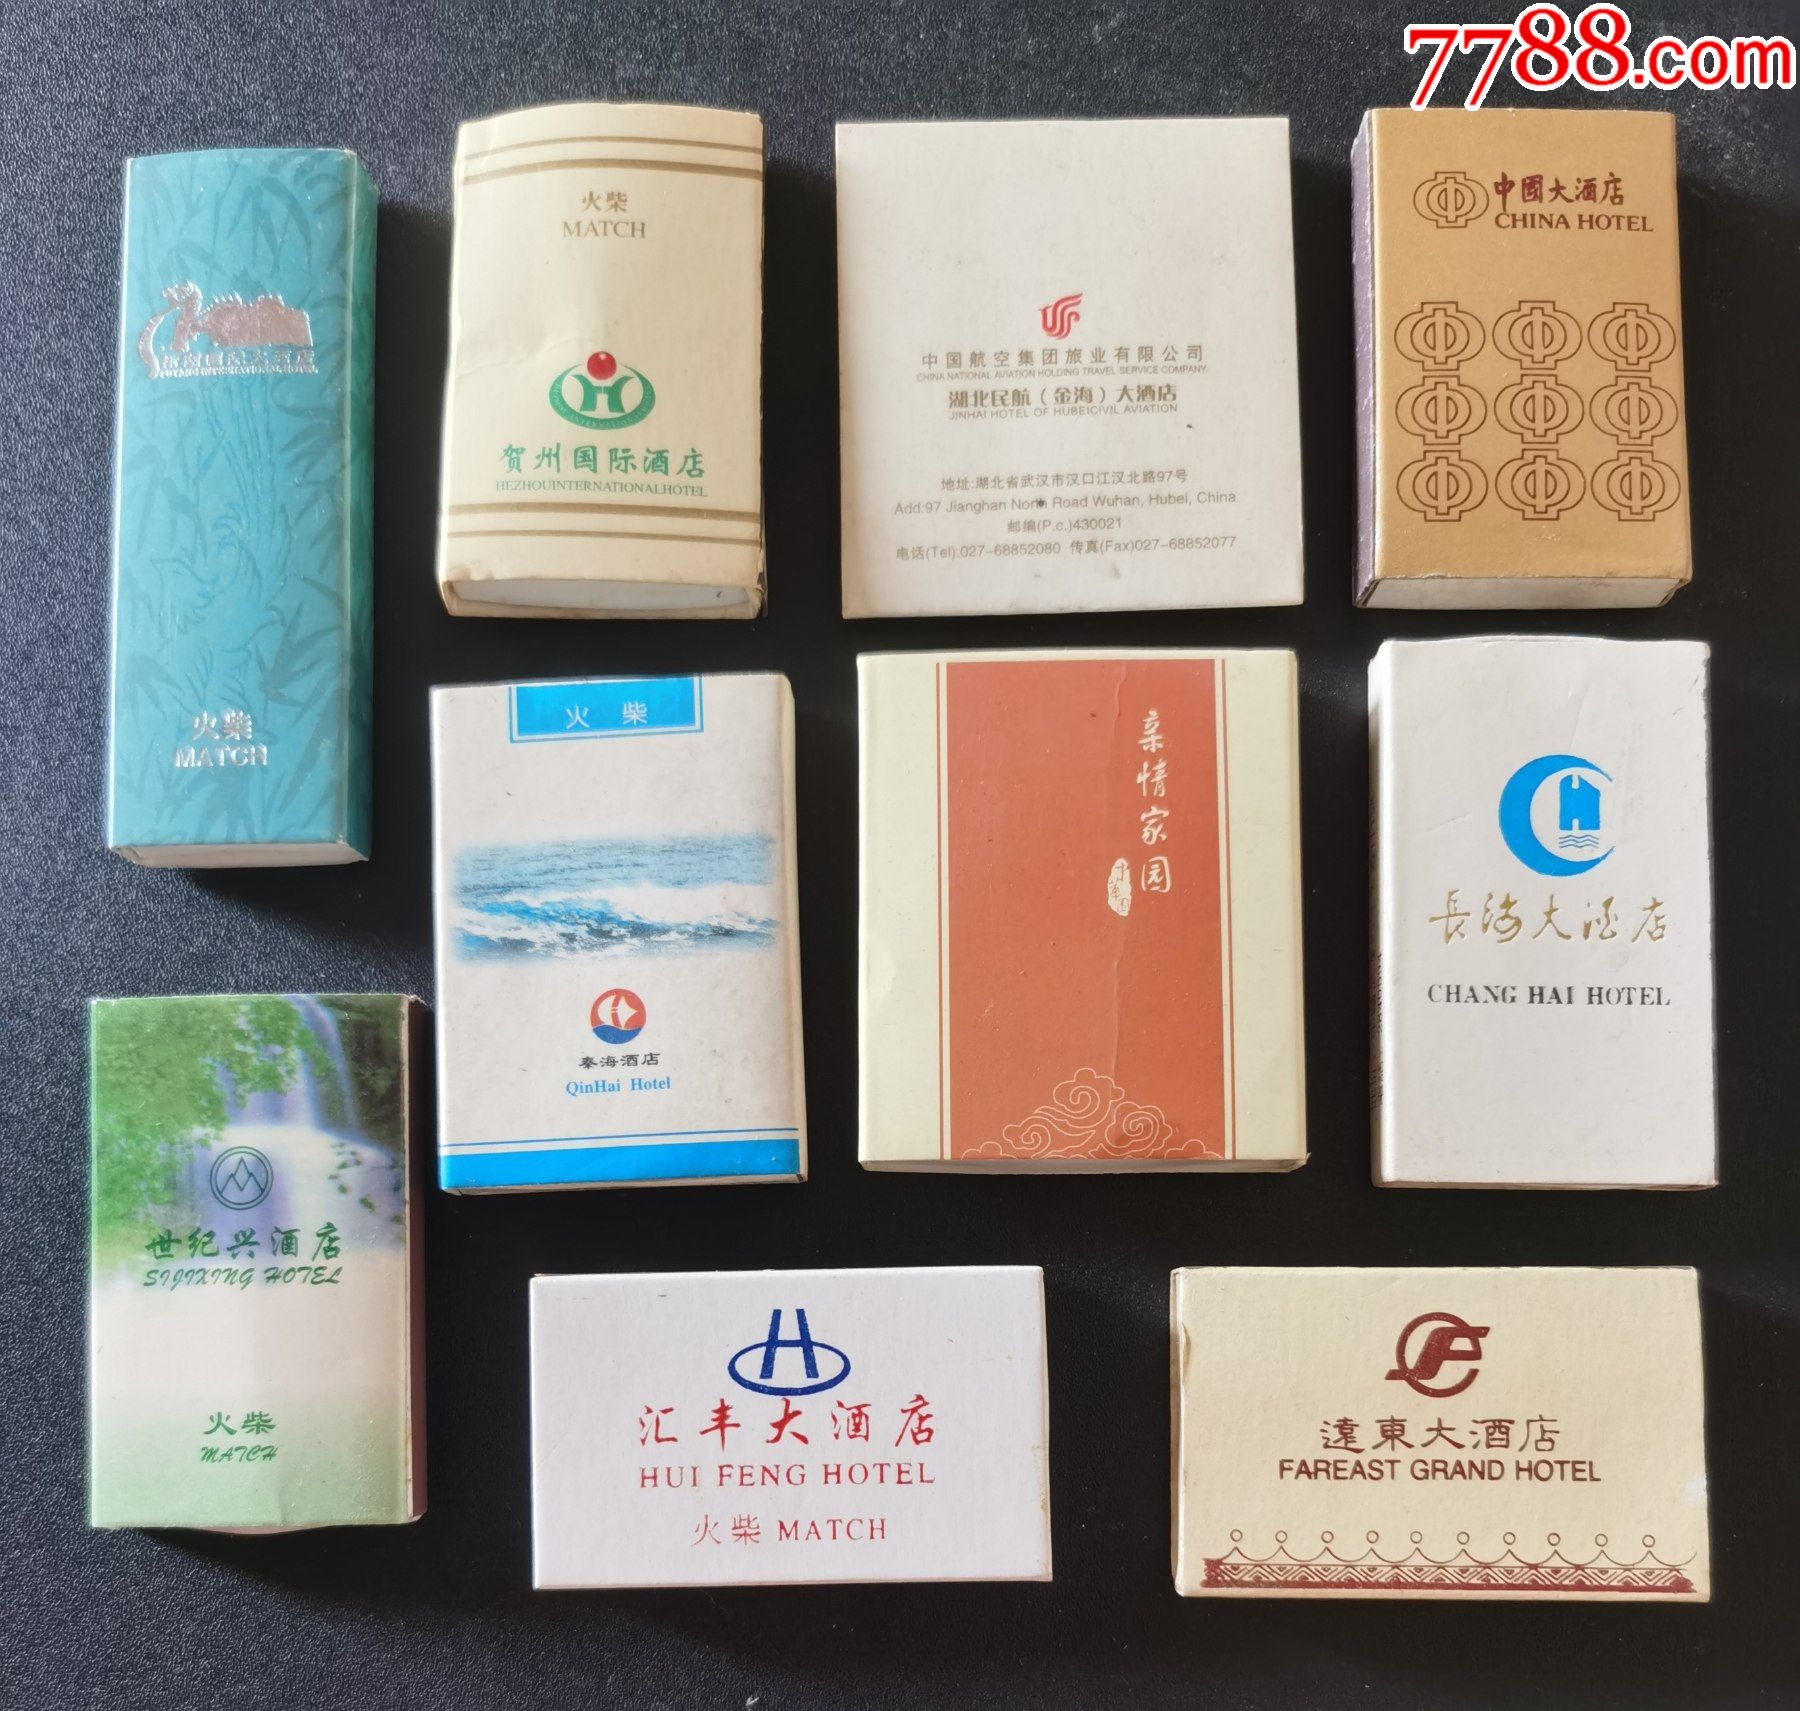 7788.com
火柴
MATCH
贺州国际酒店
HEZHOUINTERNATIONALHOTEL
中国航空集团旅业有限公司
CHINA NATIONAL AVIATION HOLDING TRAVEL SERVICE COMPANY.
湖北民航（金海）大酒店
JINHAI HOTEL OF HUBEICIVIL AVIATION
地址:湖北省武汉市汉口江汉北路97号
Add:97 Jianghan North Road Wuhan, Hubei, China
邮编(P.c.)430021
电话(Tel):027-68852080 传真(Fax)027-68852077
中國大酒店
CHINA HOTEL
国际大酒店
INTERNATIONAL HOTEL
火柴
MATCH
火柴
秦海酒店
QinHai Hotel
亲情家园
長海大酒店
CHANG HAI HOTEL
世纪兴酒店
SIJIXING HOTEL
火柴
MATCH
H
汇丰大酒店
HUI FENG HOTEL
火柴 MATCH
遠東大酒店
FAREAST GRAND HOTEL